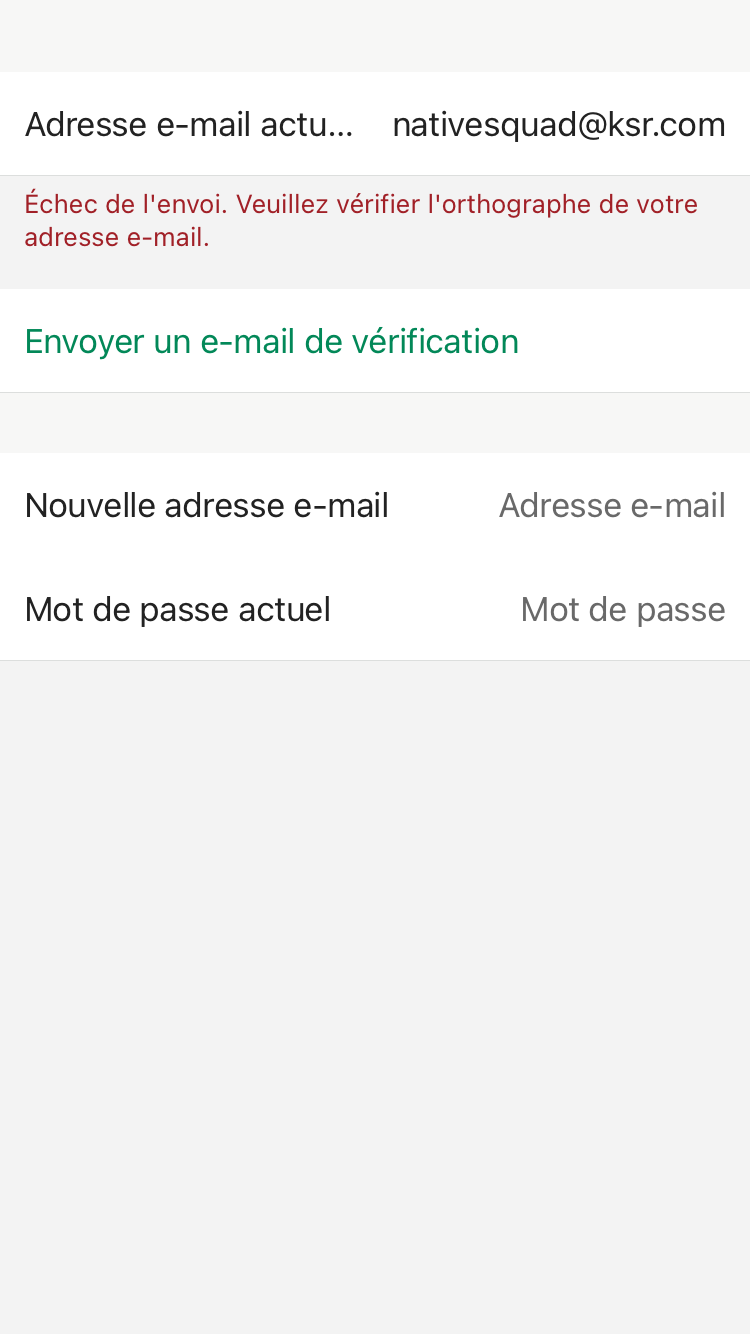 Adresse e-mail actu...
nativesquad@ksr.com
Échec de l'envoi. Veuillez vérifier l'orthographe de votre
adresse e-mail.
Envoyer un e-mail de vérification
Nouvelle adresse e-mail
Adresse e-mail
Mot de passe actuel
Mot de passe